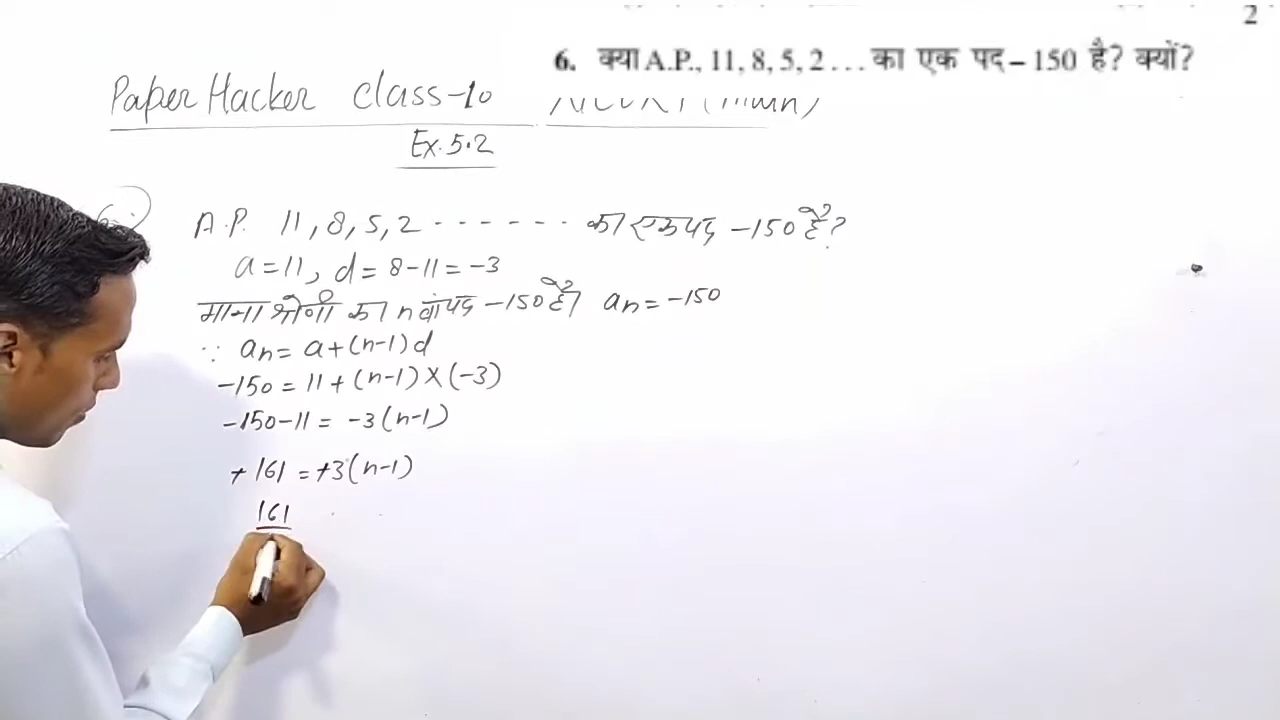 2
6. क्या A.P., 11, 8, 5, 2 ... का एक पद – 150 है? क्यों?
Paper Hacker Class-10
Ex. 5.2
A.P. 11, 8, 5, 2 ------- का एक पद -150 है?
a = 11, d = 8-11 = -3
माना श्रेणी का n वां पद -150 है। an = -150
∵ an = a+(n-1)d
-150 = 11 + (n-1) × (-3)
-150-11 = -3(n-1)
+161 = +3(n-1)
161